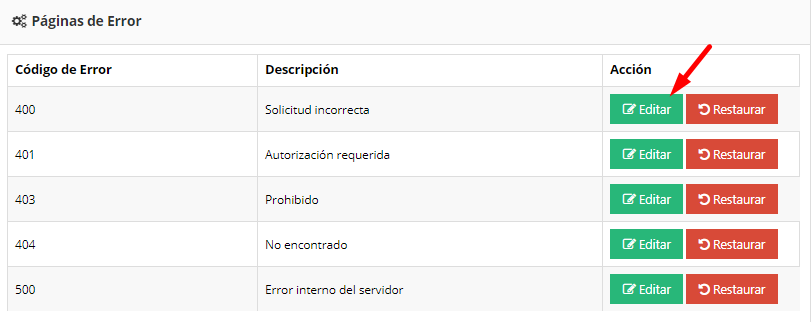 Páginas de Error
Código de Error Descripción Acción
400 Solicitud incorrecta Editar Restaurar
401 Autorización requerida Editar Restaurar
403 Prohibido Editar Restaurar
404 No encontrado Editar Restaurar
500 Error interno del servidor Editar Restaurar